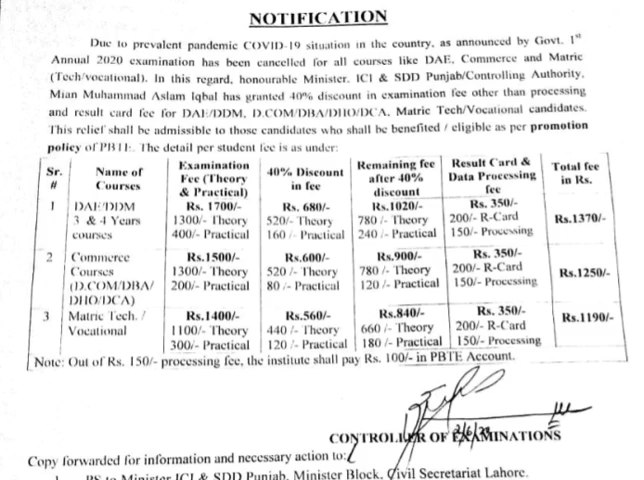 NOTIFICATION
Due to prevalent pandemic COVID-19 situation in the country, as announced by Govt. 1st
Annual 2020 examination has been cancelled for all courses like DAE, Commerce and Matric
(Tech/vocational). In this regard, honourable Minister, ICI & SDD Punjab/Controlling Authority,
Mian Muhammad Aslam Iqbal has granted 40% discount in examination fee other than processing
and result card fee for DAE/DDM, D.COM/DBA/DHO/DCA, Matric Tech/Vocational candidates.
This relief shall be admissible to those candidates who shall be benefited / eligible as per promotion
policy of PBTE. The detail per student fee is as under:
Sr. # Name of Courses Examination Fee (Theory & Practical) 40% Discount in fee Remaining fee after 40% discount Result Card & Data Processing fee Total fee in Rs.
1 DAE/DDM Rs. 1700/- Rs. 680/- Rs.1020/- Rs. 350/- Rs.1370/-
3 & 4 Years 1300/- Theory 520/- Theory 780 /- Theory 200/- R-Card
courses 400/- Practical 160 /- Practical 240 /- Practical 150/- Processing
2 Commerce Rs.1500/- Rs.600/- Rs.900/- Rs. 350/- Rs.1250/-
Courses 1300/- Theory 520 /- Theory 780 /- Theory 200/- R-Card
(D.COM/DBA/ 200/- Practical 80 /- Practical 120 /- Practical 150/- Processing
DHO/DCA)
3 Matric Tech. / Rs.1400/- Rs.560/- Rs.840/- Rs. 350/- Rs.1190/-
Vocational 1100/- Theory 440 /- Theory 660 /- Theory 200/- R-Card
300/- Practical 120 /- Practical 180 /- Practical 150/- Processing
Note: Out of Rs. 150/- processing fee, the institute shall pay Rs. 100/- in PBTE Account.
CONTROLLER OF EXAMINATIONS
Copy forwarded for information and necessary action to:
PS to Minister ICI & SDD Punjab, Minister Block, Civil Secretariat Lahore.